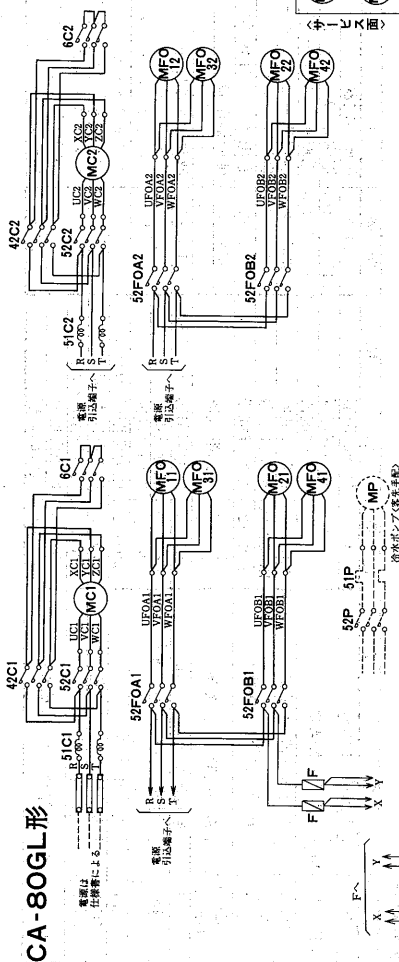 CA-80GL形
電源は
仕様書による
R
S
T
51C1
42C1
52C1
UC1
VC1
WC1
MC1
XC1
YC1
ZC1
6C1
電源
引込端子へ
R
S
T
51C2
42C2
52C2
UC2
VC2
WC2
MC2
XC2
YC2
ZC2
6C2
電源
引込端子へ
R
S
T
52FOA1
UFOA1
VFOA1
WFOA1
MFO
11
MFO
31
電源
引込端子へ
R
S
T
52FOA2
UFOA2
VFOA2
WFOA2
MFO
12
MFO
32
F
F
X
Y
52FOB1
UFOB1
VFOB1
WFOB1
MFO
21
MFO
41
52FOB2
UFOB2
VFOB2
WFOB2
MFO
22
MFO
42
Fへ
X
Y
52P
51P
MP
冷水ポンプ(客先手配)
〈サービス面〉